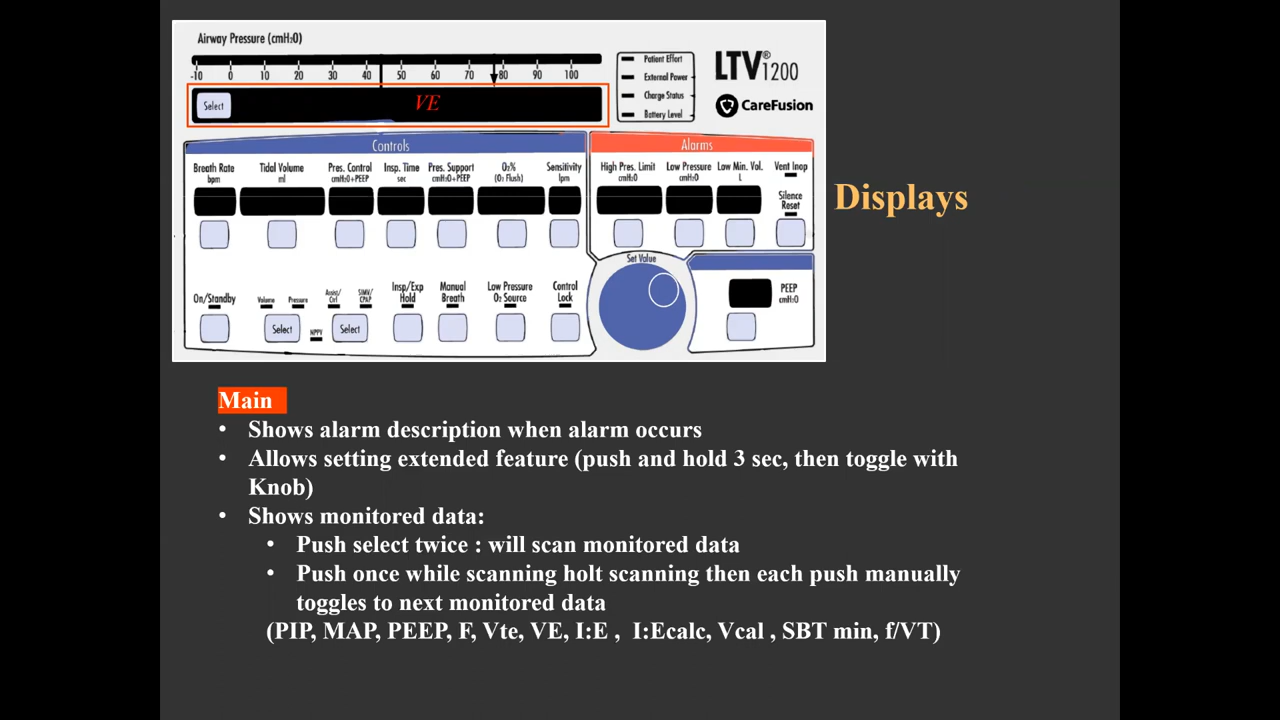 Airway Pressure (cmH2O)
-10 0 10 20 30 40 50 60 70 80 90 100
Select VE
Patient Effort
External Power
Charge Status
Battery Level
LTV®1200
CareFusion
Controls
Breath Rate bpm
Tidal Volume ml
Pres. Control cmH2O+PEEP
Insp. Time sec
Pres. Support cmH2O+PEEP
O2% (O2 Flush)
Sensitivity lpm
Alarms
High Pres. Limit cmH2O
Low Pressure cmH2O
Low Min. Vol. L
Vent Inop
Silence
Reset
Displays
Set Value
PEEP
cmH2O
On/Standby
Volume Pressure
NPPV
Assist/
Ctrl
SIMV/
CPAP
Insp/Exp
Hold
Manual
Breath
Low Pressure
O2 Source
Control
Lock
Select Select
Main
• Shows alarm description when alarm occurs
• Allows setting extended feature (push and hold 3 sec, then toggle with
Knob)
• Shows monitored data:
• Push select twice : will scan monitored data
• Push once while scanning holt scanning then each push manually
toggles to next monitored data
(PIP, MAP, PEEP, F, Vte, VE, I:E , I:Ecalc, Vcal , SBT min, f/VT)